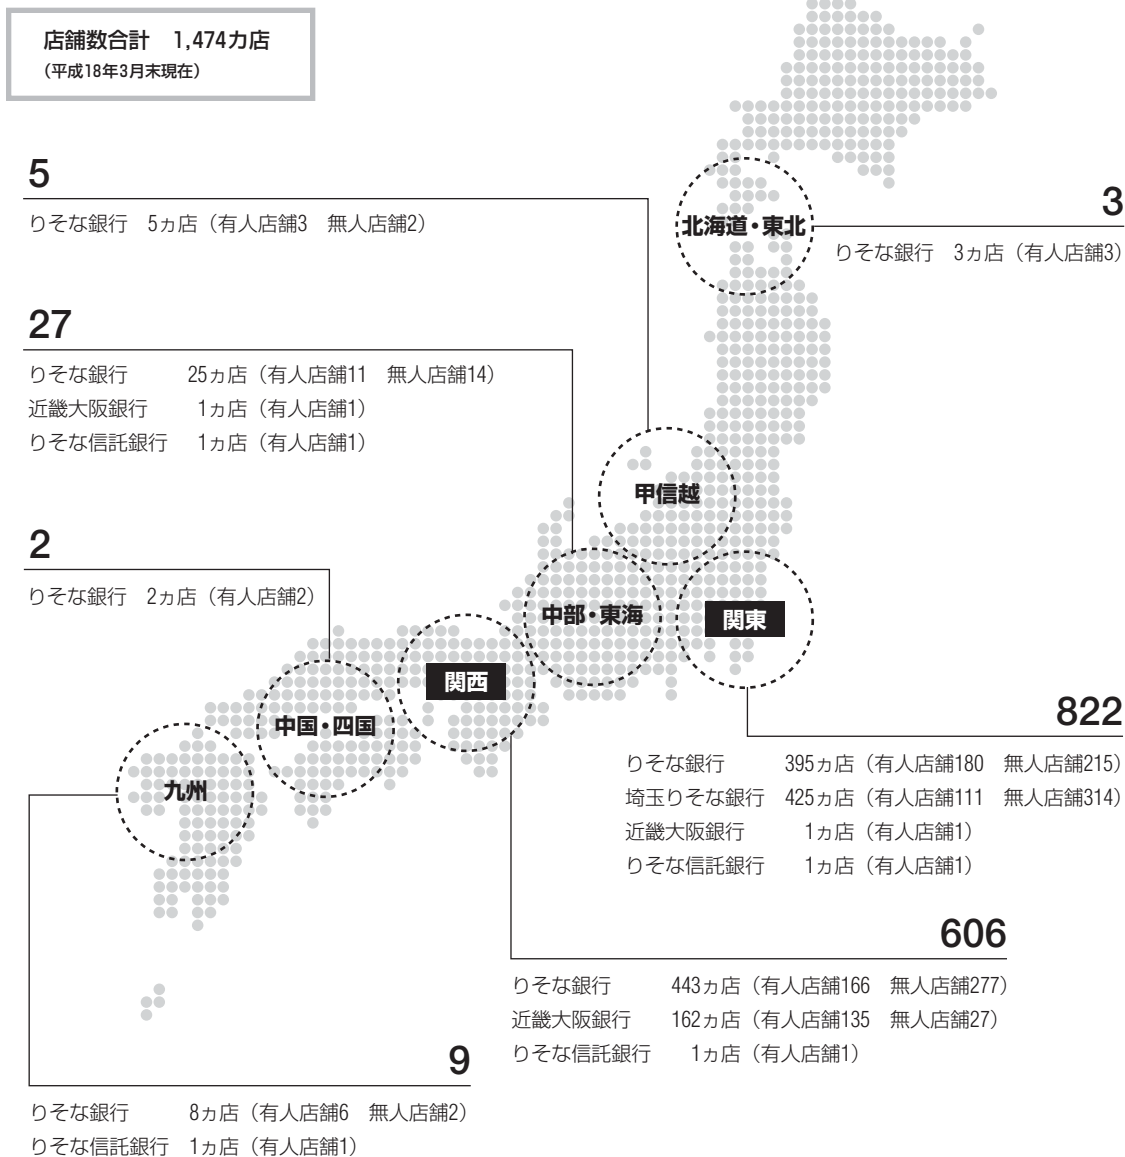 店舗数合計　1,474カ店
（平成18年3月末現在）
5
りそな銀行　5ヵ店（有人店舗3　無人店舗2）
北海道・東北
3
りそな銀行　3ヵ店（有人店舗3）
27
りそな銀行　25ヵ店（有人店舗11　無人店舗14）
近畿大阪銀行　1ヵ店（有人店舗1）
りそな信託銀行　1ヵ店（有人店舗1）
甲信越
2
りそな銀行　2ヵ店（有人店舗2）
中部・東海
関東
関西
中国・四国
九州
822
りそな銀行　395ヵ店（有人店舗180　無人店舗215）
埼玉りそな銀行　425ヵ店（有人店舗111　無人店舗314）
近畿大阪銀行　1ヵ店（有人店舗1）
りそな信託銀行　1ヵ店（有人店舗1）
606
りそな銀行　443ヵ店（有人店舗166　無人店舗277）
近畿大阪銀行　162ヵ店（有人店舗135　無人店舗27）
りそな信託銀行　1ヵ店（有人店舗1）
9
りそな銀行　8ヵ店（有人店舗6　無人店舗2）
りそな信託銀行　1ヵ店（有人店舗1）